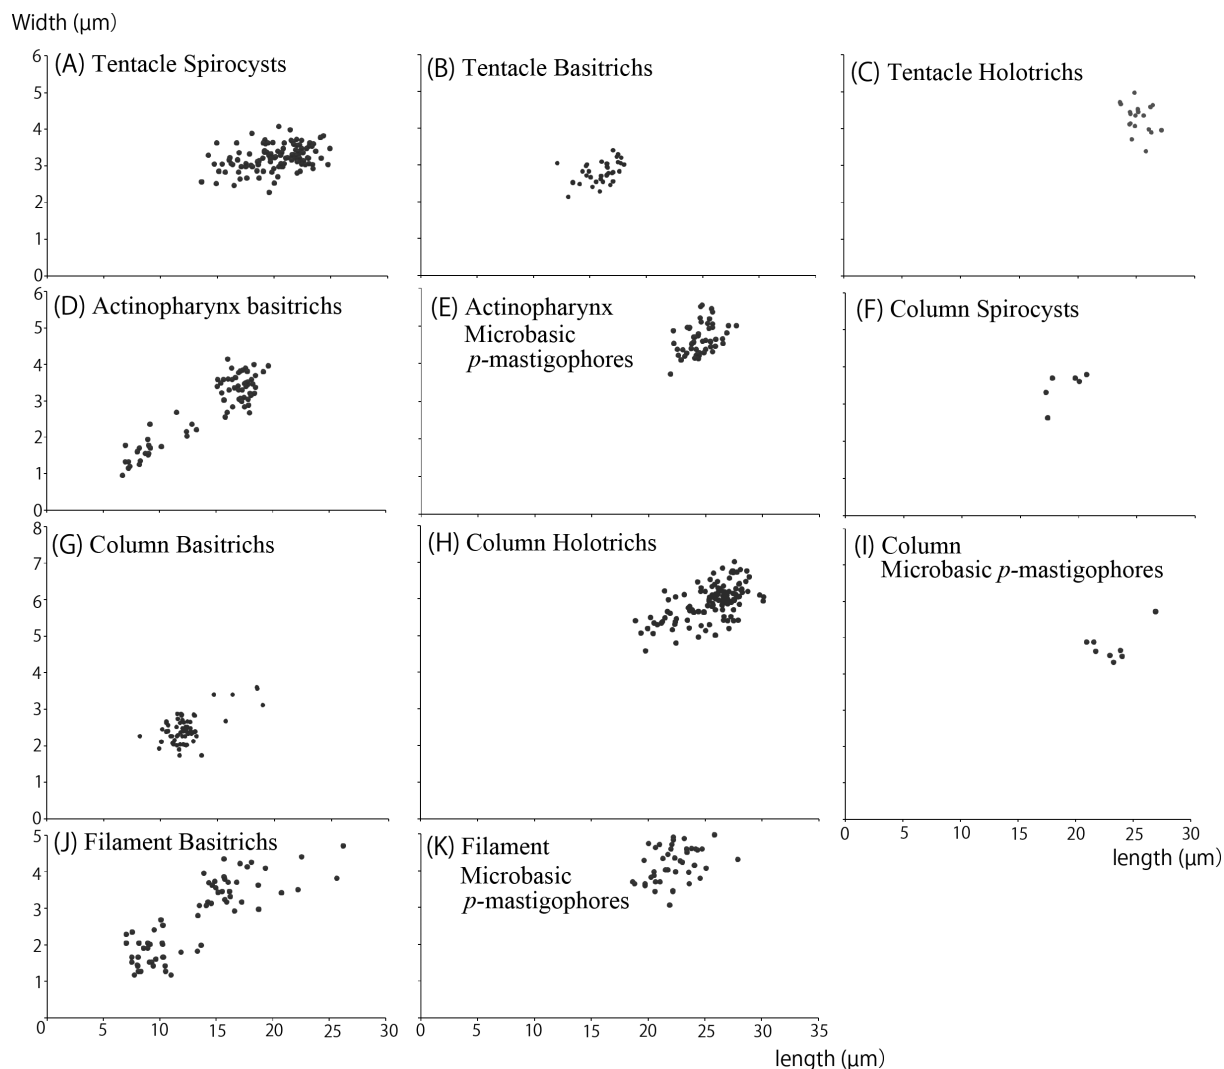 Width (μm)
(A) Tentacle Spirocysts
(B) Tentacle Basitrichs
(C) Tentacle Holotrichs
6
5
4
3
2
1
0
(D) Actinopharynx basitrichs
(E) Actinopharynx
Microbasic
p-mastigophores
(F) Column Spirocysts
6
5
4
3
2
1
0
(G) Column Basitrichs
(H) Column Holotrichs
(I) Column
Microbasic p-mastigophores
8
7
6
5
4
3
2
1
0
0 5 10 15 20 25 30
length (μm)
(J) Filament Basitrichs
(K) Filament
Microbasic
p-mastigophores
5
4
3
2
1
0 5 10 15 20 25 30
0 5 10 15 20 25 30 35
length (μm)